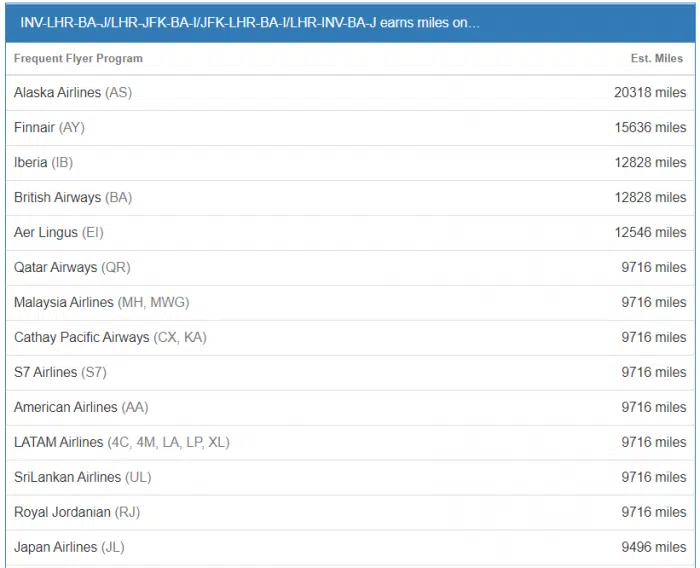 INV-LHR-BA-J/LHR-JFK-BA-I/JFK-LHR-BA-I/LHR-INV-BA-J earns miles on...
Frequent Flyer Program Est. Miles
Alaska Airlines (AS) 20318 miles
Finnair (AY) 15636 miles
Iberia (IB) 12828 miles
British Airways (BA) 12828 miles
Aer Lingus (EI) 12546 miles
Qatar Airways (QR) 9716 miles
Malaysia Airlines (MH, MWG) 9716 miles
Cathay Pacific Airways (CX, KA) 9716 miles
S7 Airlines (S7) 9716 miles
American Airlines (AA) 9716 miles
LATAM Airlines (4C, 4M, LA, LP, XL) 9716 miles
SriLankan Airlines (UL) 9716 miles
Royal Jordanian (RJ) 9716 miles
Japan Airlines (JL) 9496 miles